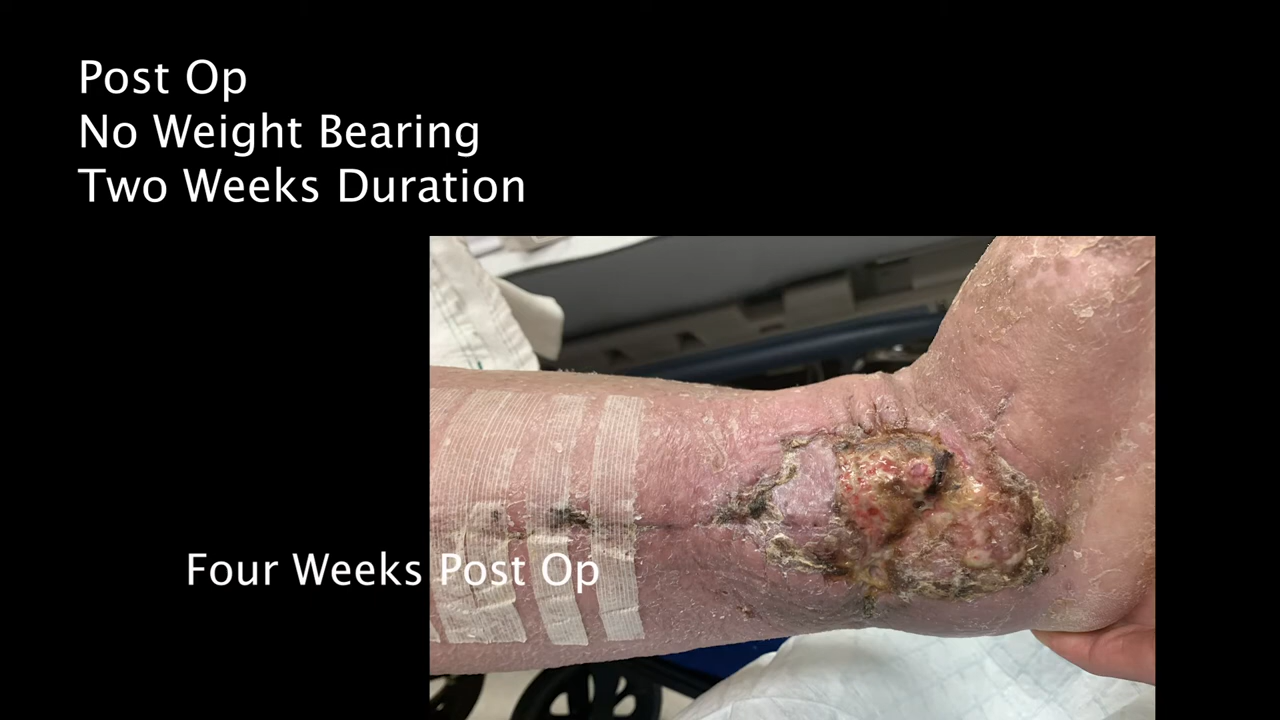 Post Op
No Weight Bearing
Two Weeks Duration
Four Weeks Post Op